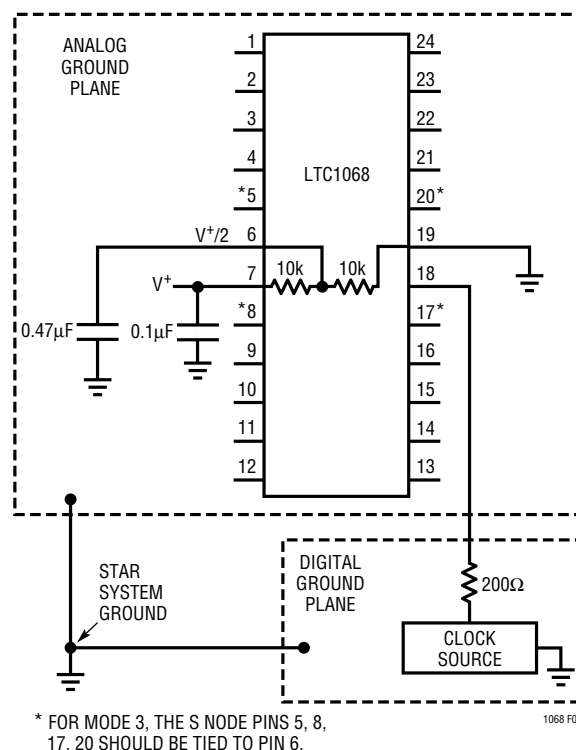 ANALOG
GROUND
PLANE
1
2
3
4
*5
V+/2 6
V+ 7
*8
9
10
11
12
LTC1068
10k 10k
24
23
22
21
20*
19
18
17*
16
15
14
13
0.47µF
0.1µF
STAR
SYSTEM
GROUND
DIGITAL
GROUND
PLANE
200Ω
CLOCK
SOURCE
* FOR MODE 3, THE S NODE PINS 5, 8,
17, 20 SHOULD BE TIED TO PIN 6.
1068 F0